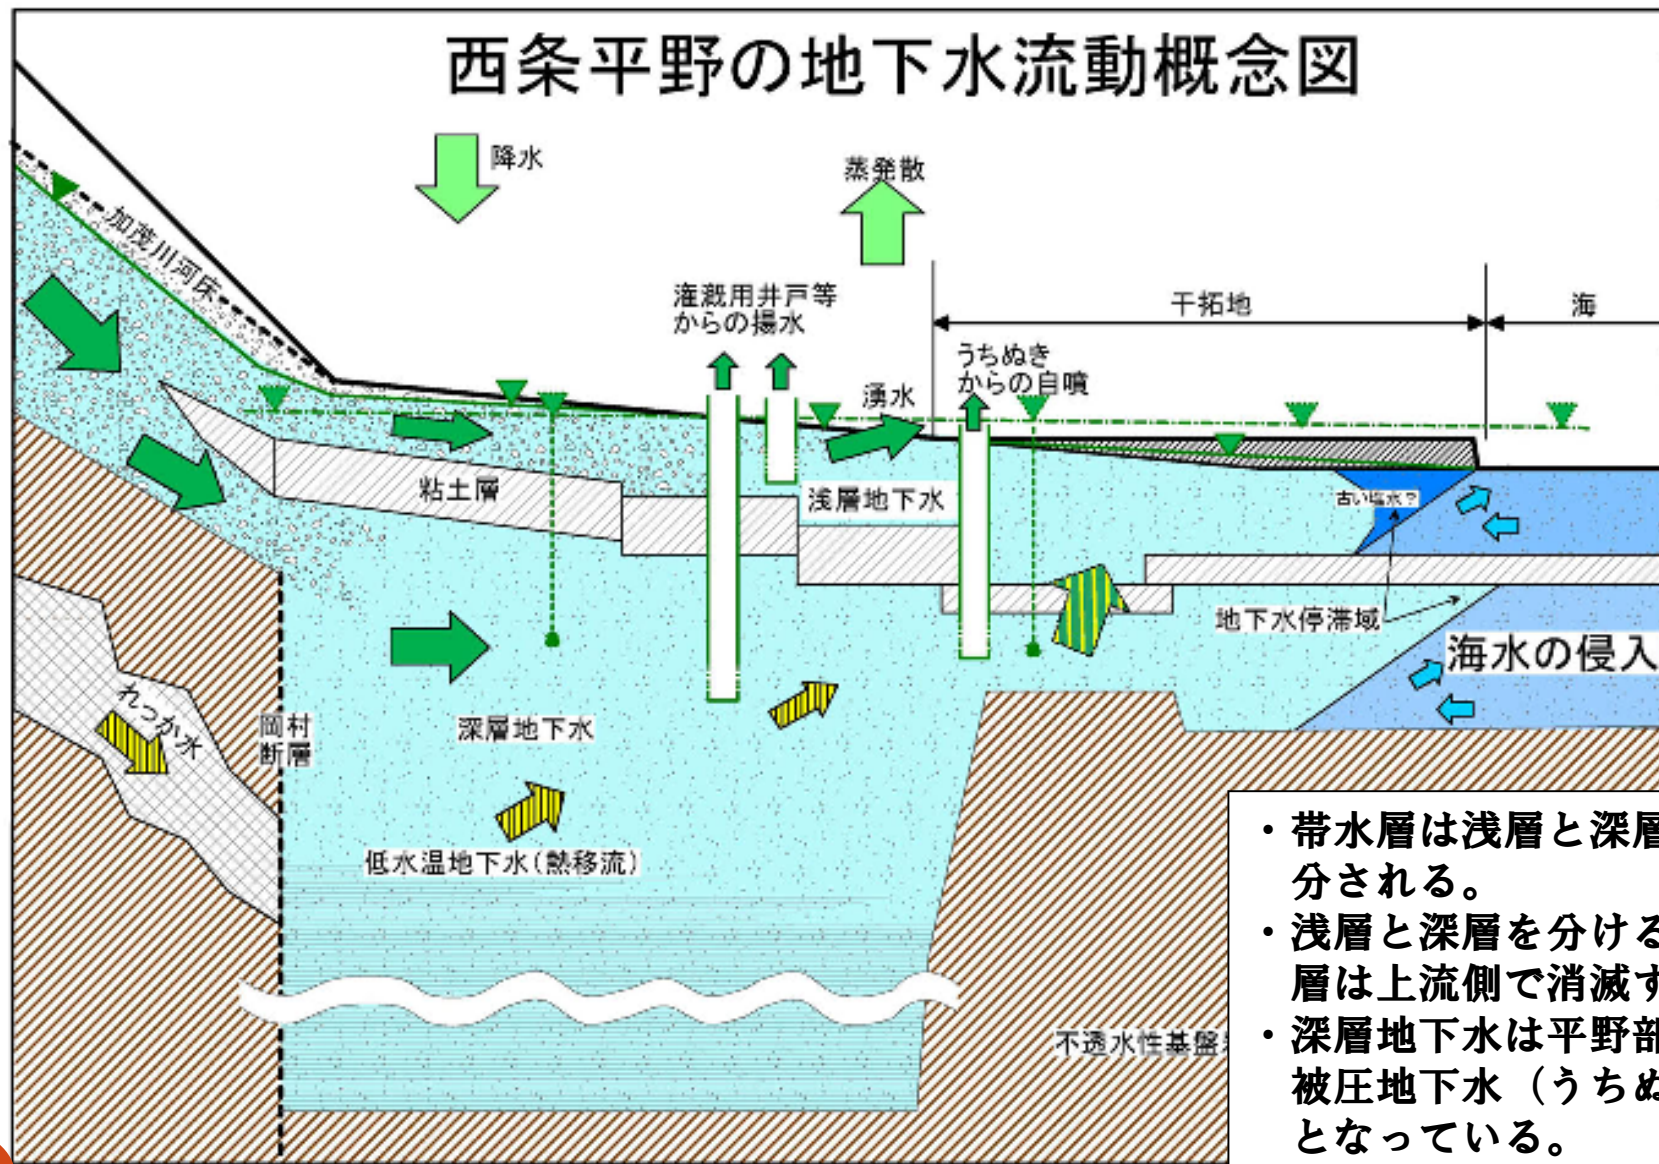 西条平野の地下水流動概念図
降水
蒸発散
加茂川河床
灌漑用井戸等
からの揚水
干拓地
海
うちぬき
からの自噴
湧水
粘土層
浅層地下水
古い塩水?
地下水停滞域
海水の侵入
れっか水
岡村
断層
深層地下水
低水温地下水(熱移流)
不透水性基盤
・帯水層は浅層と深層
分される。
・浅層と深層を分ける
層は上流側で消滅す
・深層地下水は平野部
被圧地下水(うちぬ
となっている。